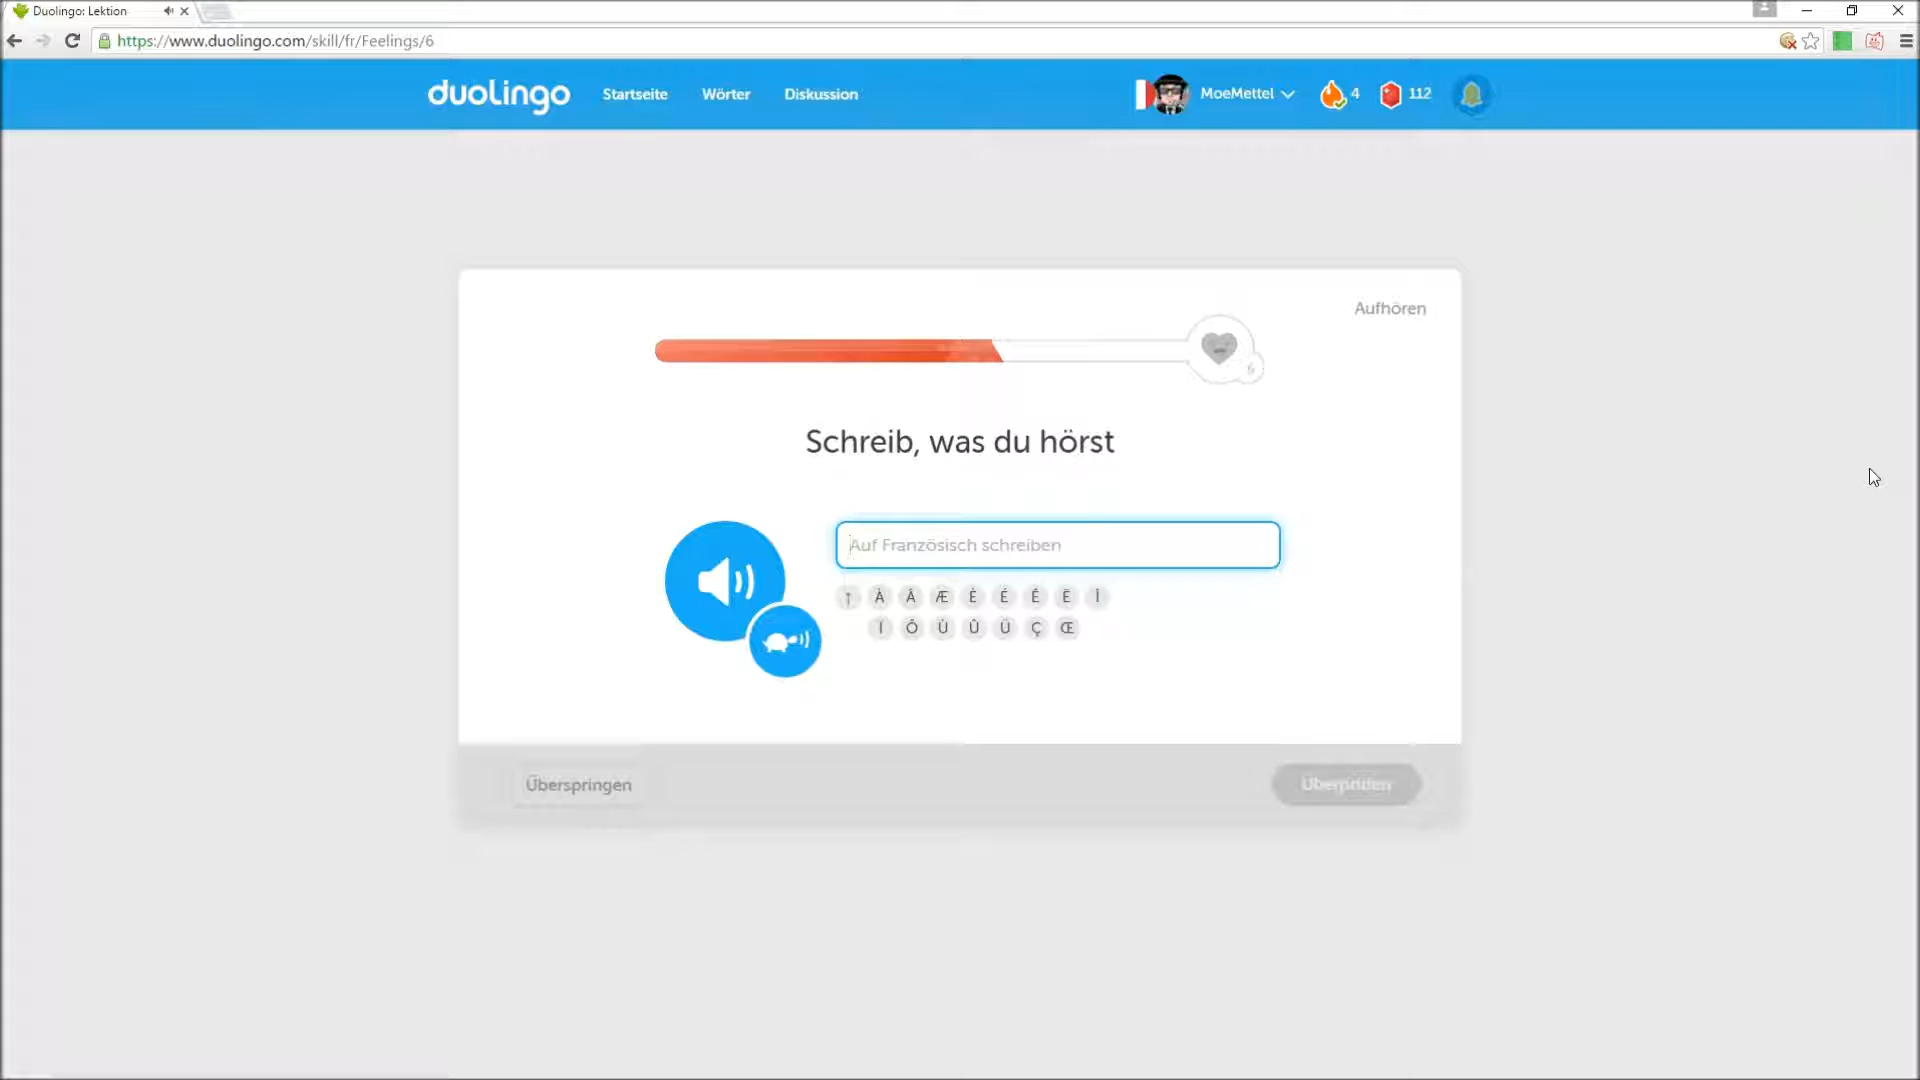 Duolingo: Lektion
https://www.duolingo.com/skill/fr/Feelings/6
duolingo
Startseite
Wörter
Diskussion
MoeMettel
4
112
Aufhören
Schreib, was du hörst
Auf Französisch schreiben
↑ À Â Æ È É Ê Ë Î
Ï Ô Ù Û Ü Ç Œ
Überspringen
Überprüfen